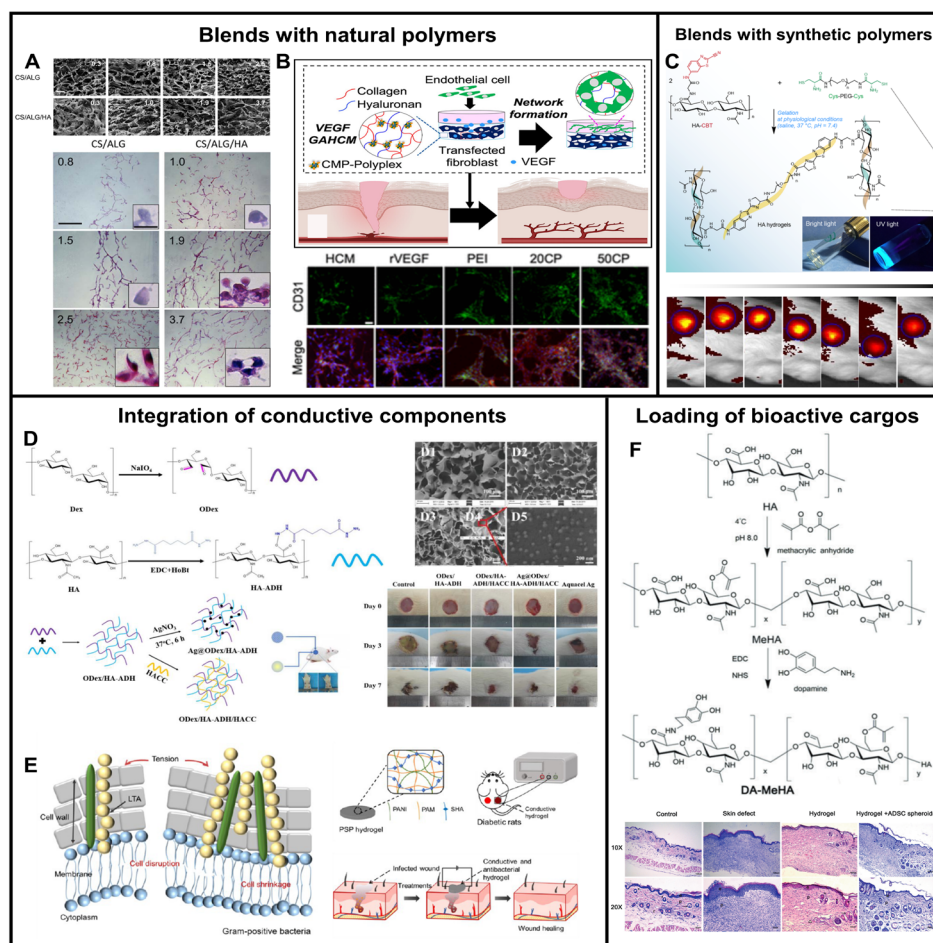 Blends with natural polymers
Blends with synthetic polymers
A
CS/ALG
CS/ALG/HA
CS/ALG
CS/ALG/HA
0.8
1.0
1.5
1.9
2.5
3.7
B
Endothelial cell
Collagen
Hyaluronan
Network
formation
VEGF
GAHCM
Transfected
fibroblast
VEGF
CMP-Polyplex
HCM
rVEGF
PEI
20CP
50CP
CD31
Merge
C
2
+
Cys-PEG-Cys
HA-CBT
Gelation
at physiological conditions
(saline, 37 °C, pH = 7.4)
HA hydrogels
Bright light
UV light
Integration of conductive components
D
NaIO₄
Dex
ODex
EDC+HoBt
HA
HA-ADH
AgNO₃
37°C, 6 h
Ag@ODex/HA-ADH
HACC
ODex/HA-ADH
ODex/HA-ADH/HACC
D1
D2
D3
D4
D5
Control
ODex/
HA-ADH
ODex/HA-
ADH/HACC
Ag@ODex/
HA-ADH/HACC
Aquacel Ag
Day 0
Day 3
Day 7
E
Tension
Cell wall
LTA
Membrane
Cell disruption
Cell shrinkage
Cytoplasm
Gram-positive bacteria
PSP hydrogel
PANI
PAM
SHA
Diabetic rats
Conductive
hydrogel
Infected wound
Treatments
Conductive and
antibacterial
hydrogel
Wound healing
Loading of bioactive cargos
F
HA
4°C
pH 8.0
methacrylic anhydride
MeHA
EDC
NHS
dopamine
DA-MeHA
HA
Control
Skin defect
Hydrogel
Hydrogel +ADSC spheroids
10X
20X